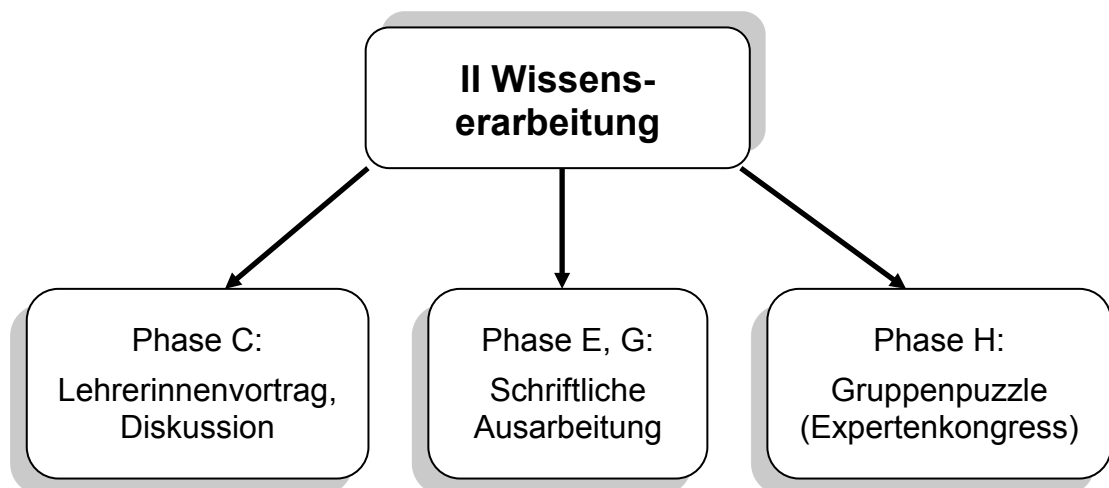 II Wissens-
erarbeitung
Phase C:
Lehrerinnenvortrag,
Diskussion
Phase E, G:
Schriftliche
Ausarbeitung
Phase H:
Gruppenpuzzle
(Expertenkongress)